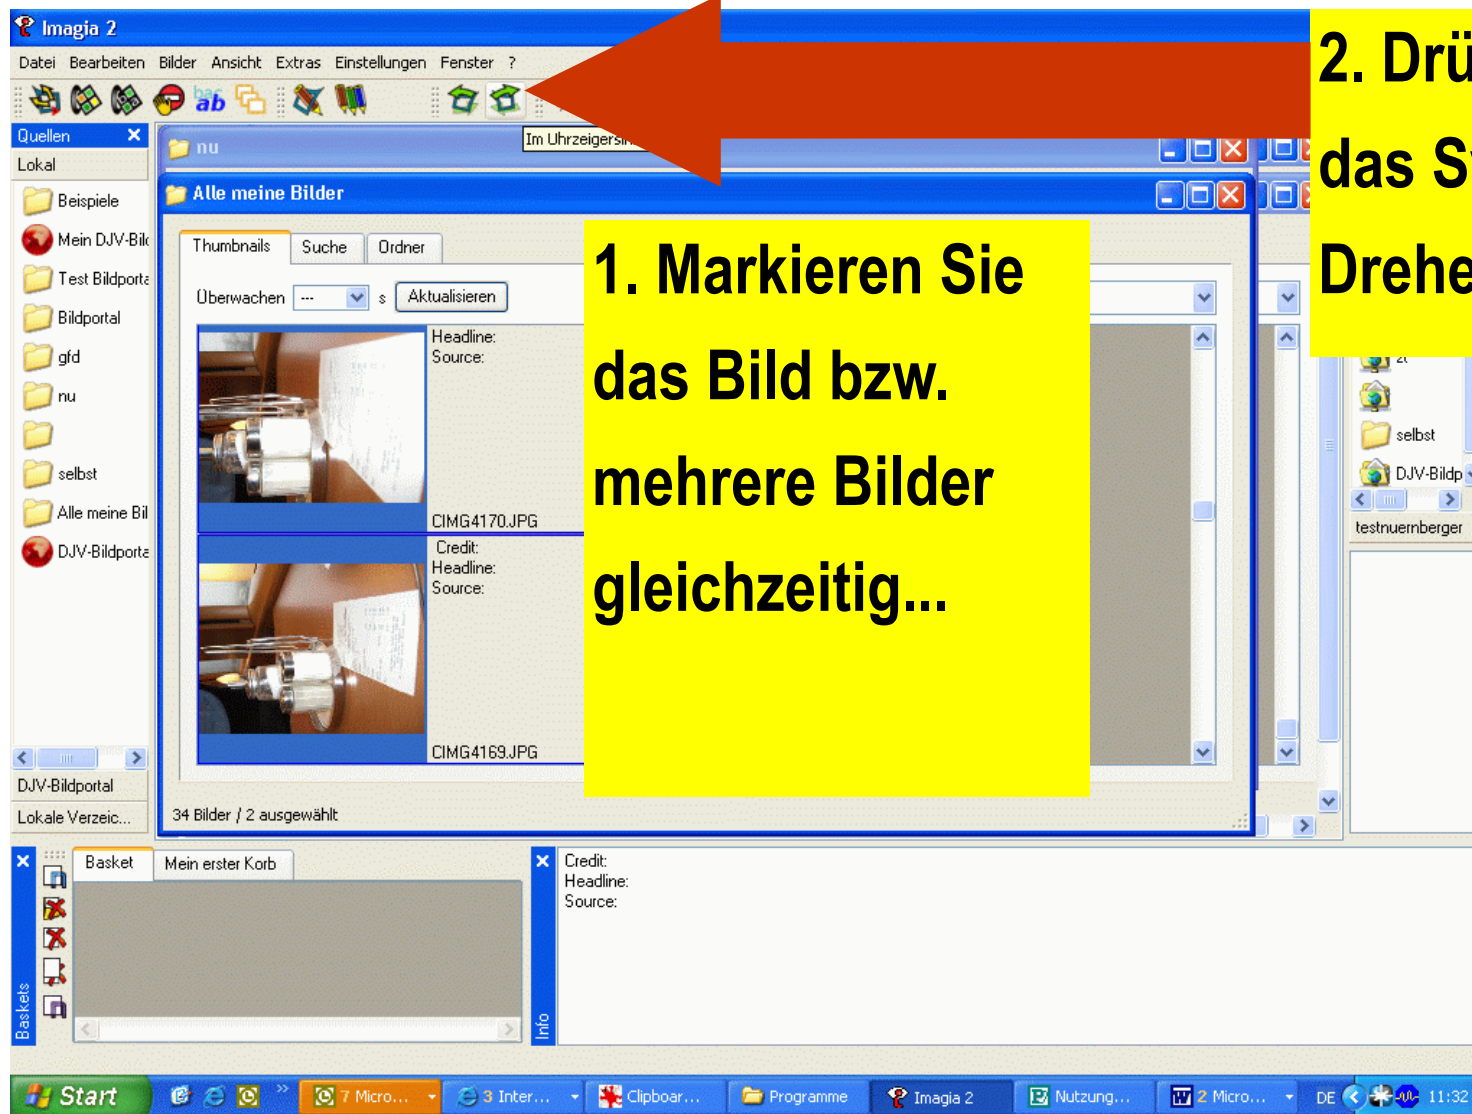 Imagia 2
Datei Bearbeiten Bilder Ansicht Extras Einstellungen Fenster ?
2. Drü
das S
Drehe
Quellen
Lokal
Beispiele
Mein DJV-Bild
Test Bildporta
Bildportal
gfd
nu
selbst
Alle meine Bil
DJV-Bildporta
DJV-Bildportal
Lokale Verzeic...
Im Uhrzeigersin
nu
Alle meine Bilder
Thumbnails Suche Ordner
Überwachen --- s Aktualisieren
Headline:
Source:
CIMG4170.JPG
Credit:
Headline:
Source:
CIMG4169.JPG
34 Bilder / 2 ausgewählt
1. Markieren Sie
das Bild bzw.
mehrere Bilder
gleichzeitig...
selbst
DJV-Bildp
testnuernberger
Baskets
Basket Mein erster Korb
Info
Credit:
Headline:
Source:
Start 7 Micro... 3 Inter... Clipboar... Programme Imagia 2 Nutzung... 2 Micro... DE 11:32